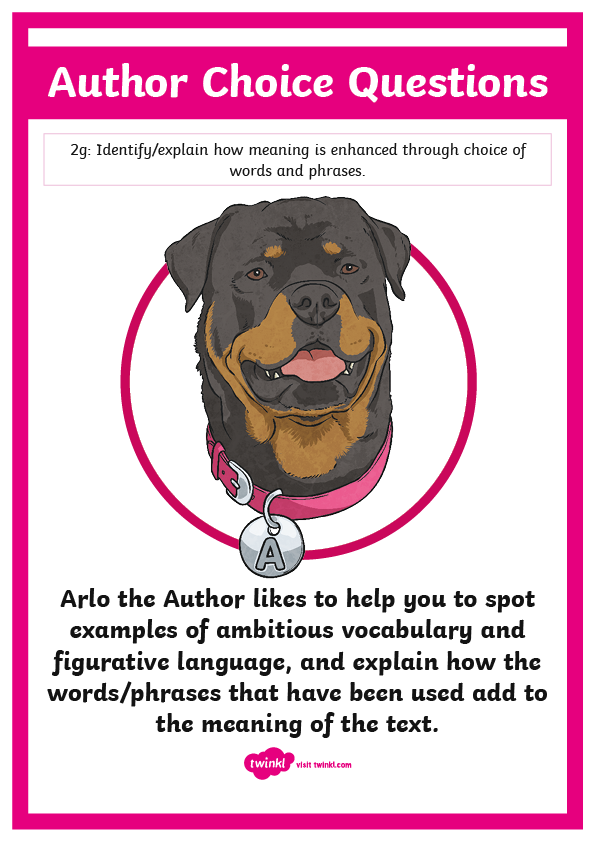 Author Choice Questions
2g: Identify/explain how meaning is enhanced through choice of
words and phrases.
A
Arlo the Author likes to help you to spot
examples of ambitious vocabulary and
figurative language, and explain how the
words/phrases that have been used add to
the meaning of the text.
twinkl visit twinkl.com